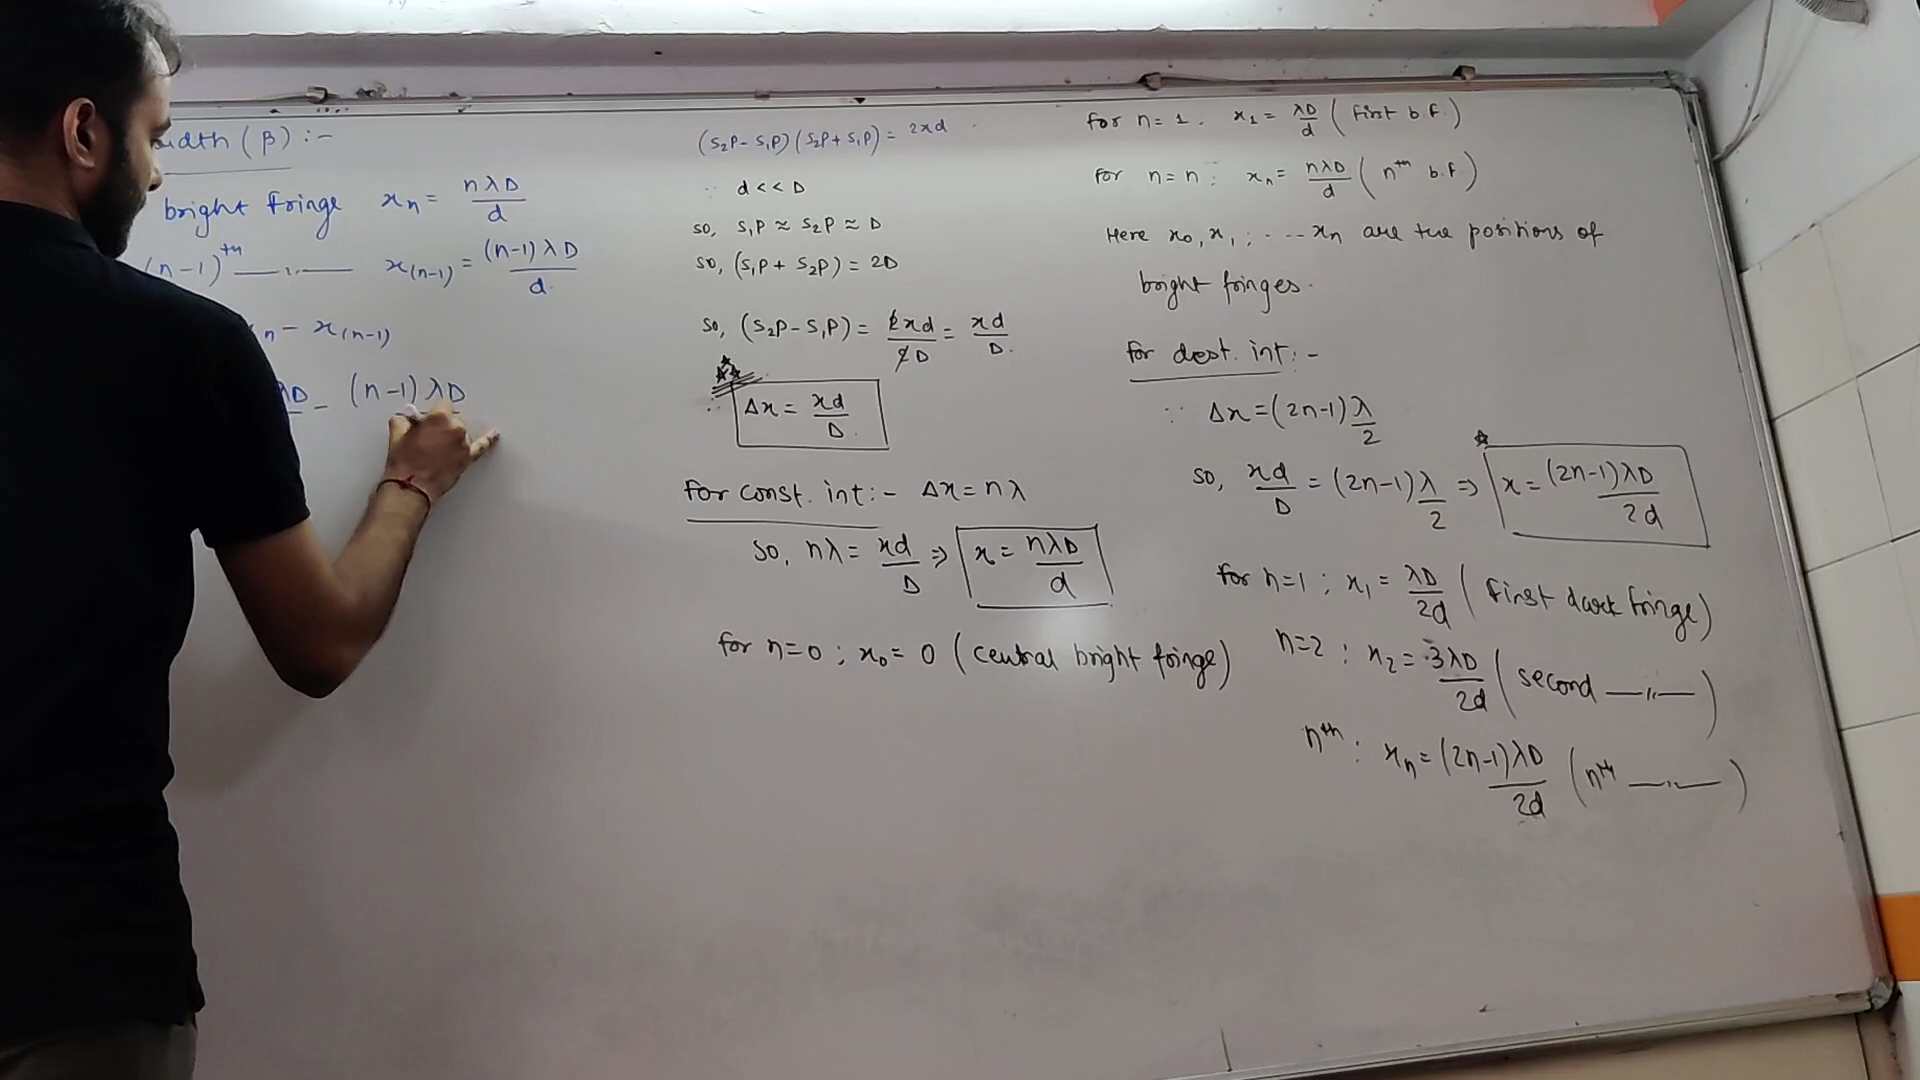 width (β) :-
bright fringe xₙ = nλD/d
(n-1)ᵗʰ —〃— x₍ₙ₋₁₎ = (n-1)λD/d
n - x₍ₙ₋₁₎
λD - (n-1)λD
(S₂P - S₁P)(S₂P + S₁P) = 2xd
∵ d << D
so, S₁P ≈ S₂P ≈ D
so, (S₁P + S₂P) = 2D
so, (S₂P - S₁P) = 2xd/2D = xd/D.
∴ Δx = xd/D.
for const. int :- Δx = nλ
so, nλ = xd/D ⇒ x = nλD/d
for n=0 ; x₀ = 0 (central bright fringe)
for n = 1. x₁ = λD/d (first b.f.)
for n = n ; xₙ = nλD/d (nᵗʰ b.f.)
Here x₀, x₁, ; --- xₙ are the positions of
bright fringes.
for dest. int :-
∵ Δx = (2n-1)λ/2
so, xd/D = (2n-1)λ/2 ⇒ x = (2n-1)λD/2d
for n=1 ; x₁ = λD/2d (first dark fringe)
n=2 ; x₂ = 3λD/2d (second —〃—)
nᵗʰ : xₙ = (2n-1)λD/2d (nᵗʰ —〃—)